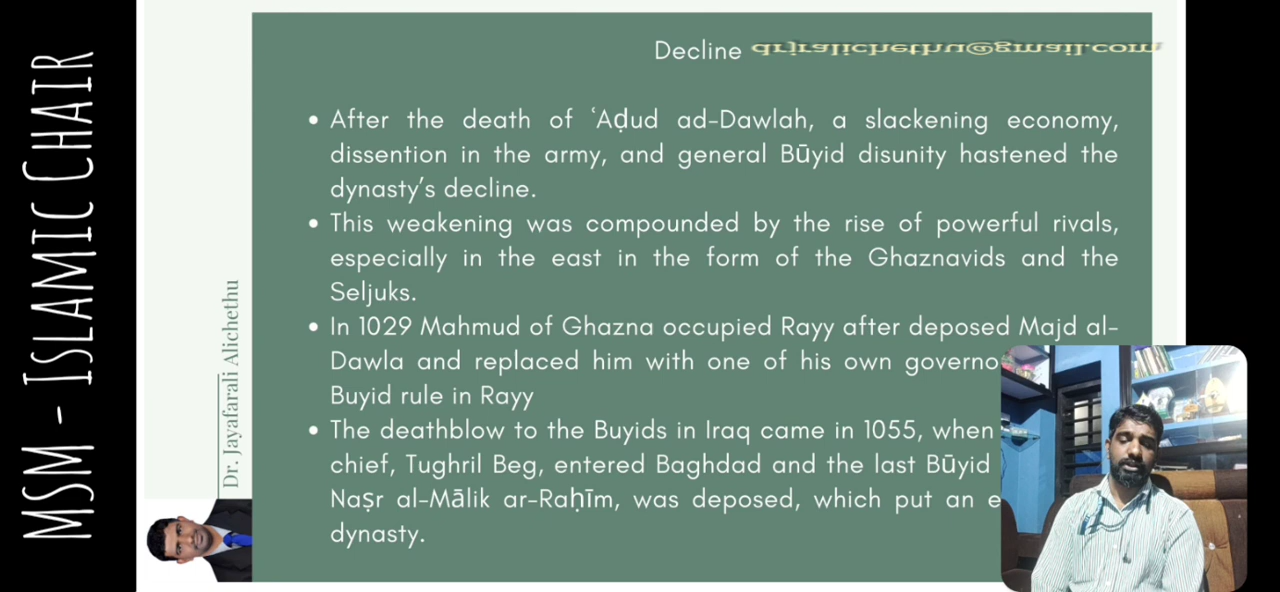 MSM - ISLAMIC CHAIR
Dr. Jayafarali Alichethu
Decline
drjralichethu@gmail.com
• After the death of ʿAḍud ad-Dawlah, a slackening economy,
dissention in the army, and general Būyid disunity hastened the
dynasty's decline.
• This weakening was compounded by the rise of powerful rivals,
especially in the east in the form of the Ghaznavids and the
Seljuks.
• In 1029 Mahmud of Ghazna occupied Rayy after deposed Majd al-
Dawla and replaced him with one of his own governo
Buyid rule in Rayy
• The deathblow to the Buyids in Iraq came in 1055, when
chief, Tughril Beg, entered Baghdad and the last Būyid
Naṣr al-Mālik ar-Raḥīm, was deposed, which put an e
dynasty.